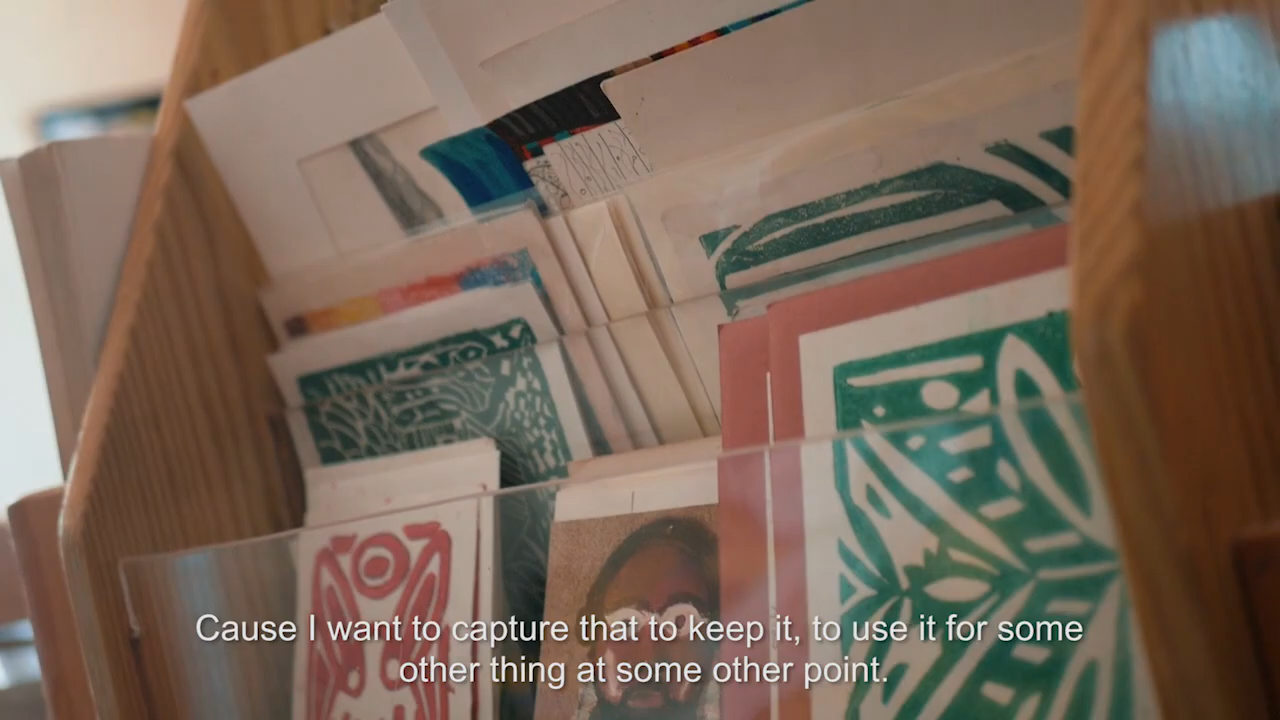 Cause I want to capture that to keep it, to use it for some
other thing at some other point.